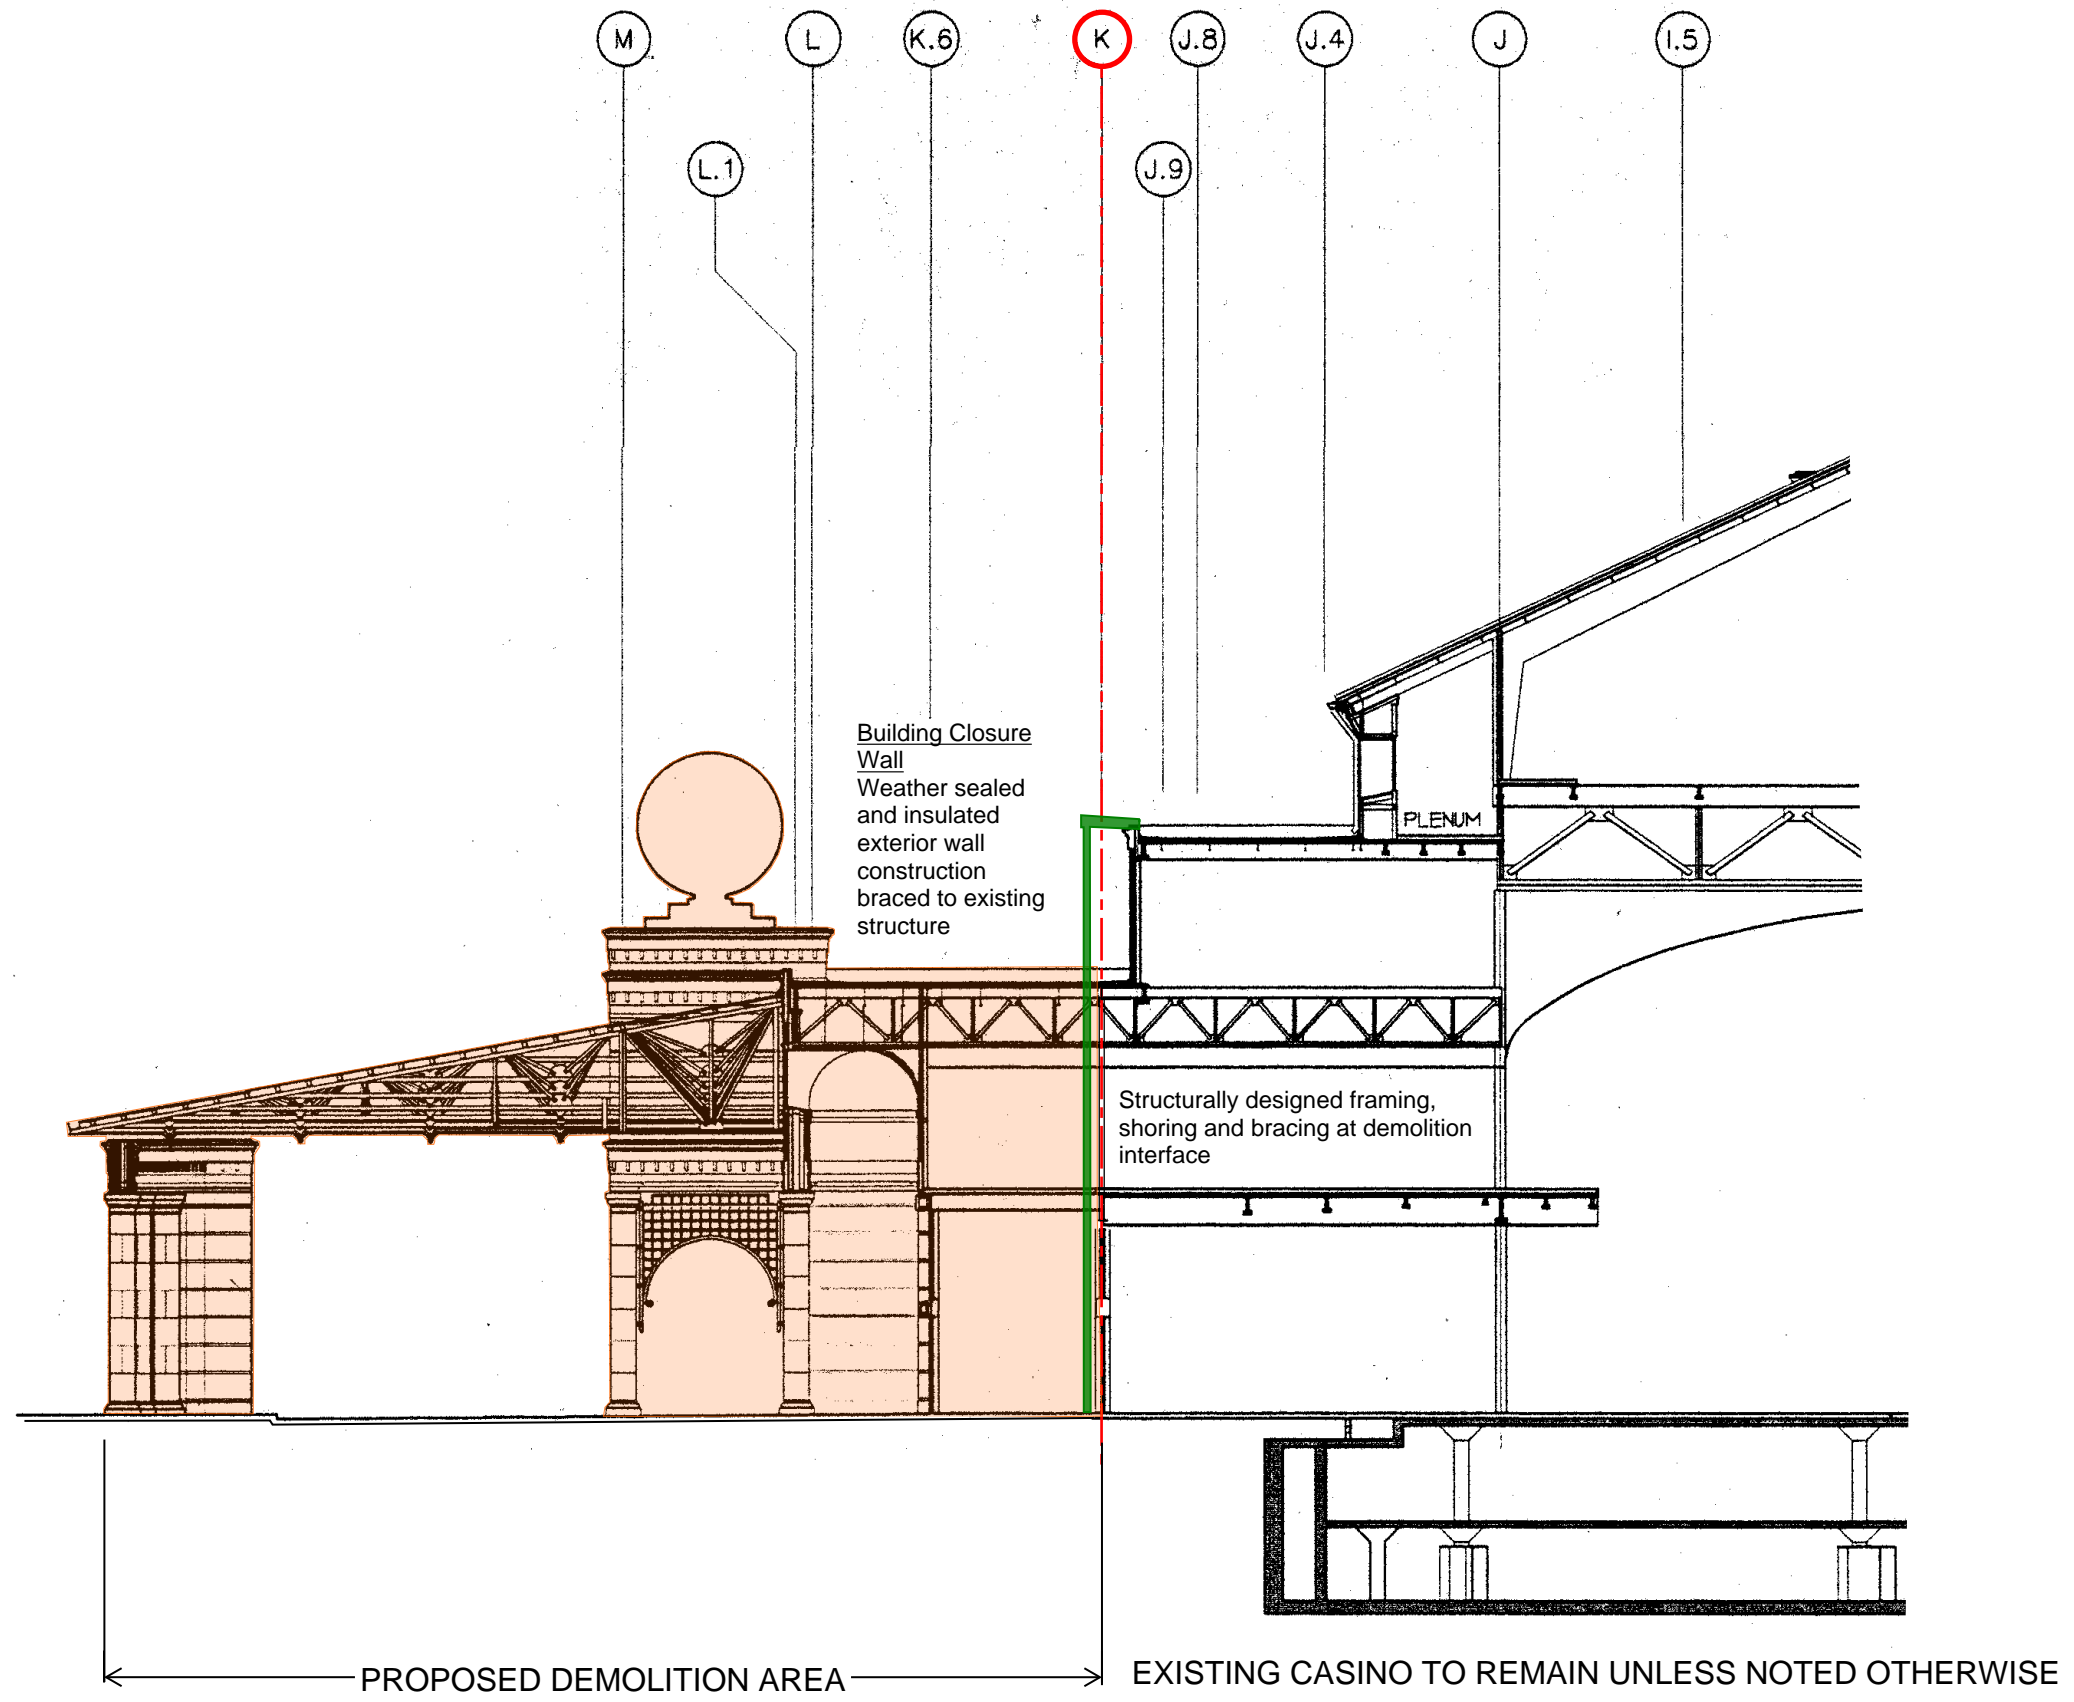 M
L
K.6
K
J.8
J.4
J
1.5
L.1
J.9
Building Closure
Wall
Weather sealed
and insulated
exterior wall
construction
braced to existing
structure
PLENUM
Structurally designed framing,
shoring and bracing at demolition
interface
PROPOSED DEMOLITION AREA
EXISTING CASINO TO REMAIN UNLESS NOTED OTHERWISE